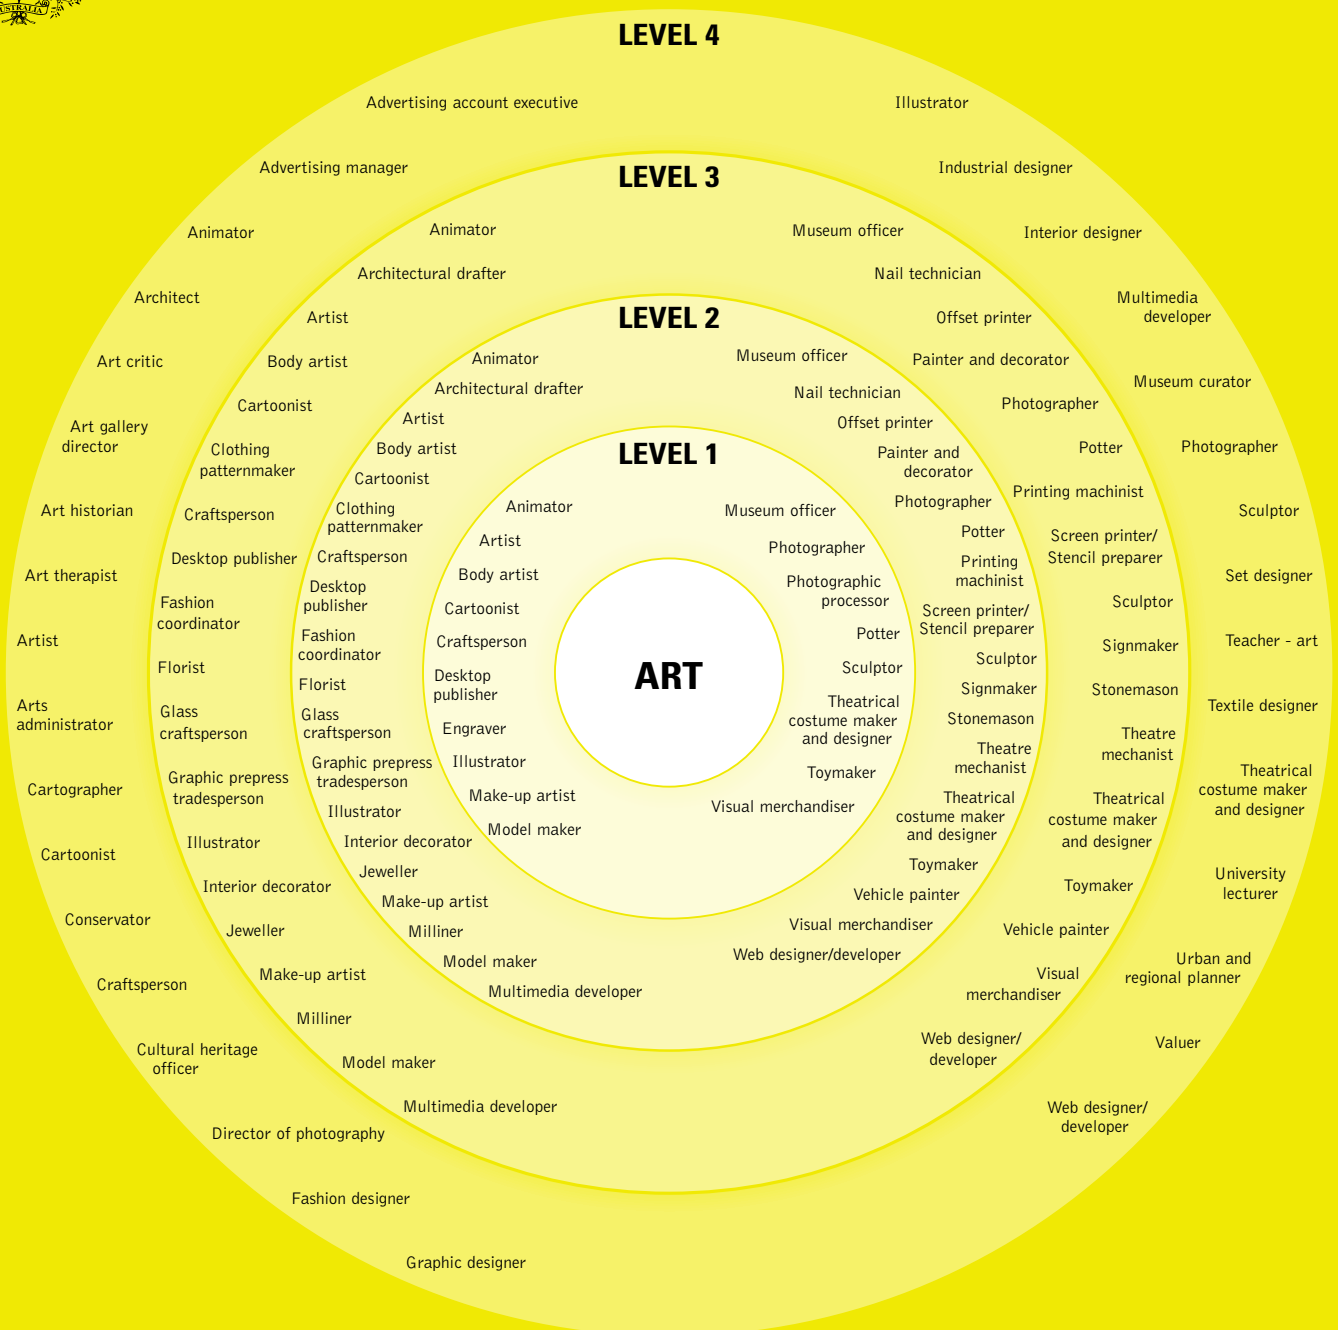 AUSTRALIA
LEVEL 4
Advertising account executive
Advertising manager
Animator
Architect
Art critic
Art gallery
director
Art historian
Art therapist
Artist
Arts
administrator
Cartographer
Cartoonist
Conservator
Craftsperson
Cultural heritage
officer
Director of photography
Fashion designer
Graphic designer
Illustrator
Industrial designer
Interior designer
Multimedia
developer
Museum curator
Photographer
Sculptor
Set designer
Teacher - art
Textile designer
Theatrical
costume maker
and designer
University
lecturer
Urban and
regional planner
Valuer
Web designer/
developer
LEVEL 3
Animator
Architectural drafter
Artist
Body artist
Cartoonist
Clothing
patternmaker
Craftsperson
Desktop publisher
Fashion
coordinator
Florist
Glass
craftsperson
Graphic prepress
tradesperson
Illustrator
Interior decorator
Jeweller
Make-up artist
Milliner
Model maker
Multimedia developer
Museum officer
Nail technician
Offset printer
Painter and decorator
Photographer
Potter
Printing machinist
Screen printer/
Stencil preparer
Sculptor
Signmaker
Stonemason
Theatre
mechanist
Theatrical
costume maker
and designer
Toymaker
Vehicle painter
Visual
merchandiser
Web designer/
developer
LEVEL 2
Animator
Architectural drafter
Artist
Body artist
Cartoonist
Clothing
patternmaker
Craftsperson
Desktop
publisher
Fashion
coordinator
Florist
Glass
craftsperson
Graphic prepress
tradesperson
Illustrator
Interior decorator
Jeweller
Make-up artist
Milliner
Model maker
Multimedia developer
Museum officer
Nail technician
Offset printer
Painter and
decorator
Photographer
Potter
Printing
machinist
Screen printer/
Stencil preparer
Sculptor
Signmaker
Stonemason
Theatre
mechanist
Theatrical
costume maker
and designer
Toymaker
Vehicle painter
Visual merchandiser
Web designer/developer
LEVEL 1
Animator
Artist
Body artist
Cartoonist
Craftsperson
Desktop
publisher
Engraver
Illustrator
Make-up artist
Model maker
Museum officer
Photographer
Photographic
processor
Potter
Sculptor
Theatrical
costume maker
and designer
Toymaker
Visual merchandiser
ART